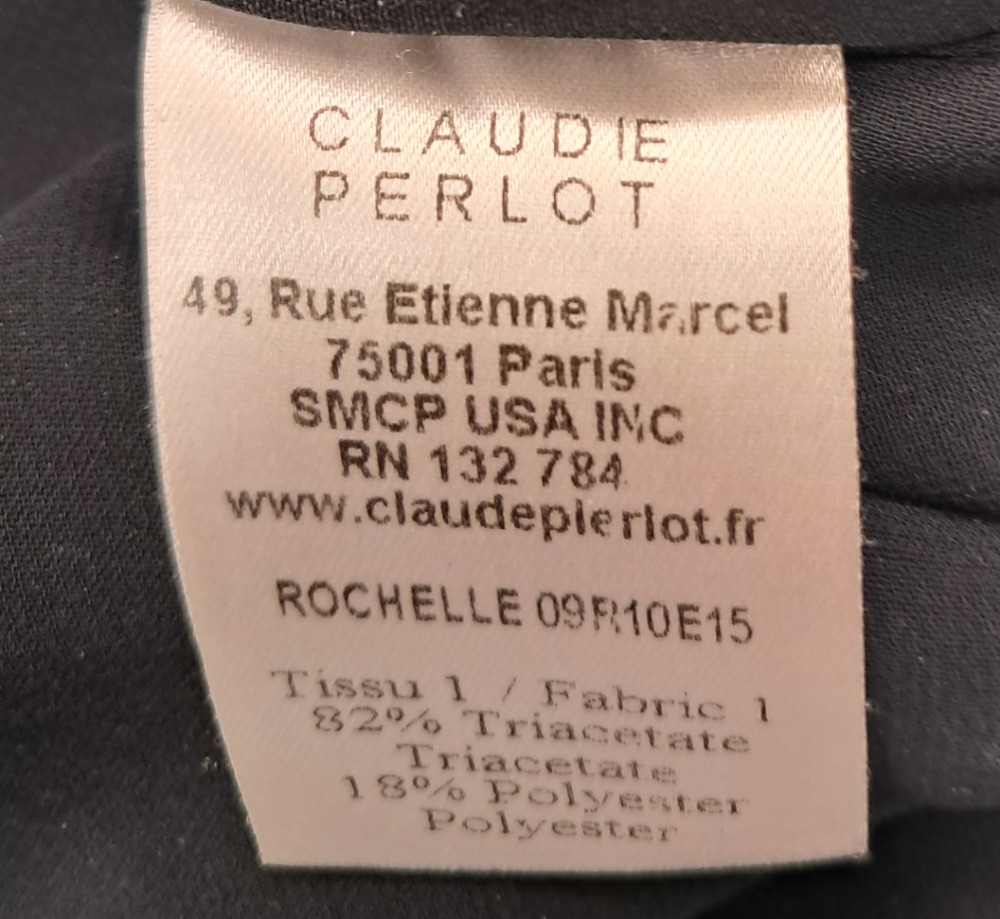 CLAUDIE
PERLOT
49, Rue Etienne Marcel
75001 Paris
SMCP USA INC
RN 132 784
www.claudepierlot.fr
ROCHELLE 09R10E15
Tissu 1 / Fabric 1
82% Triacetate
Triacetate
18% Polyester
Polyester